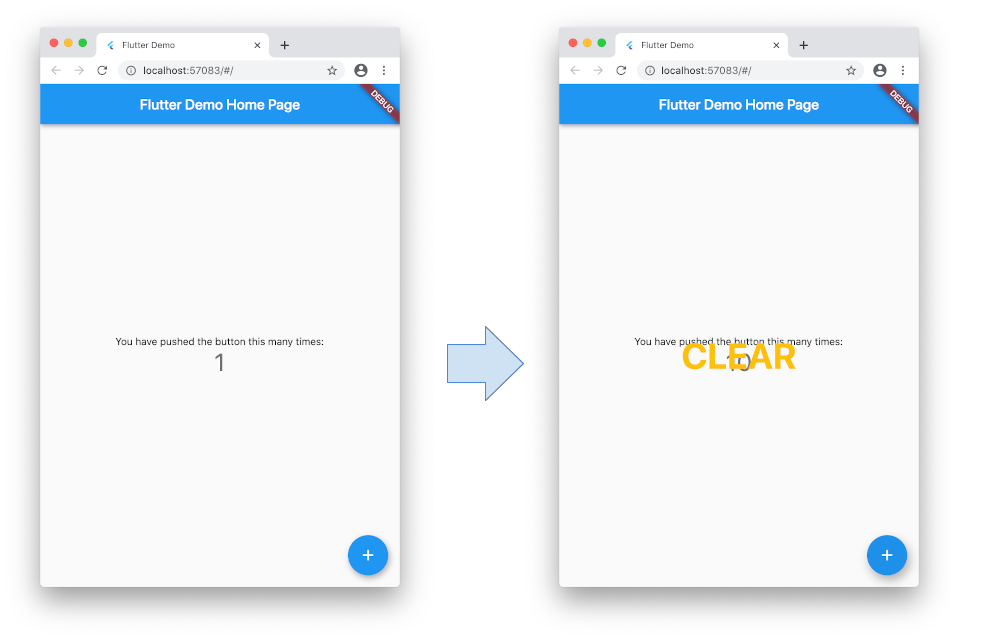 Flutter Demo
localhost:57083/#/
Flutter Demo Home Page
DEBUG
You have pushed the button this many times:
1
Flutter Demo
localhost:57083/#/
Flutter Demo Home Page
DEBUG
You have pushed the button this many times:
CLEAR
10